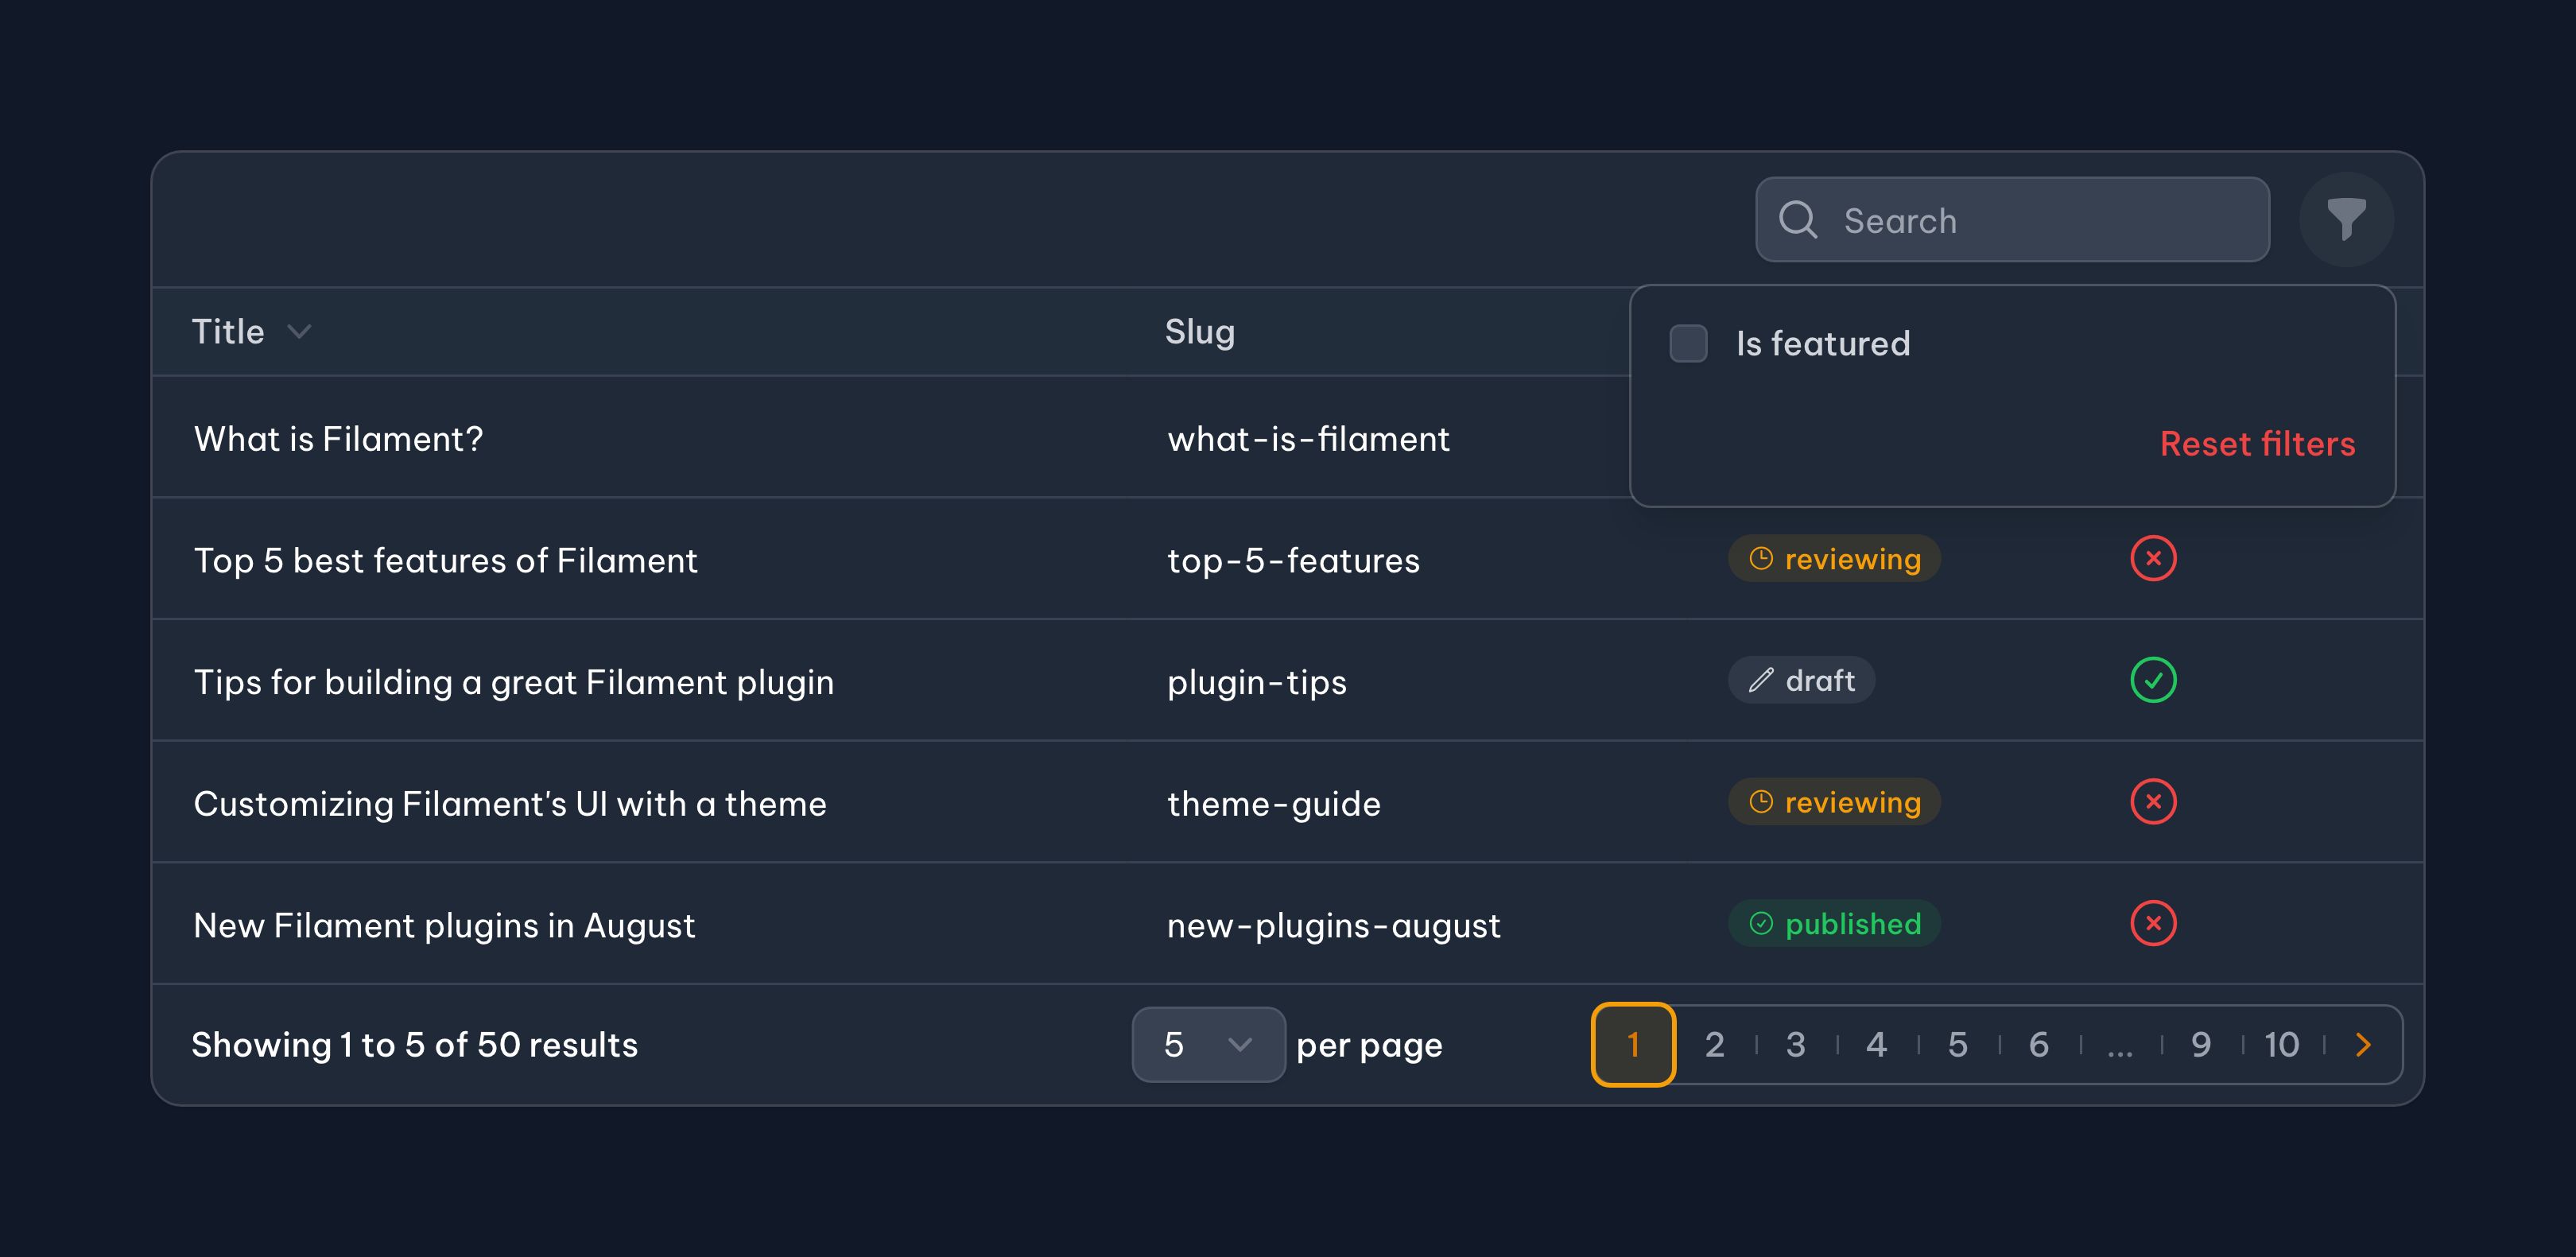 Search
Title Slug
Is featured
What is Filament? what-is-filament
Reset filters
Top 5 best features of Filament top-5-features reviewing
Tips for building a great Filament plugin plugin-tips draft
Customizing Filament's UI with a theme theme-guide reviewing
New Filament plugins in August new-plugins-august published
Showing 1 to 5 of 50 results 5 per page 1 2 3 4 5 6 ... 9 10